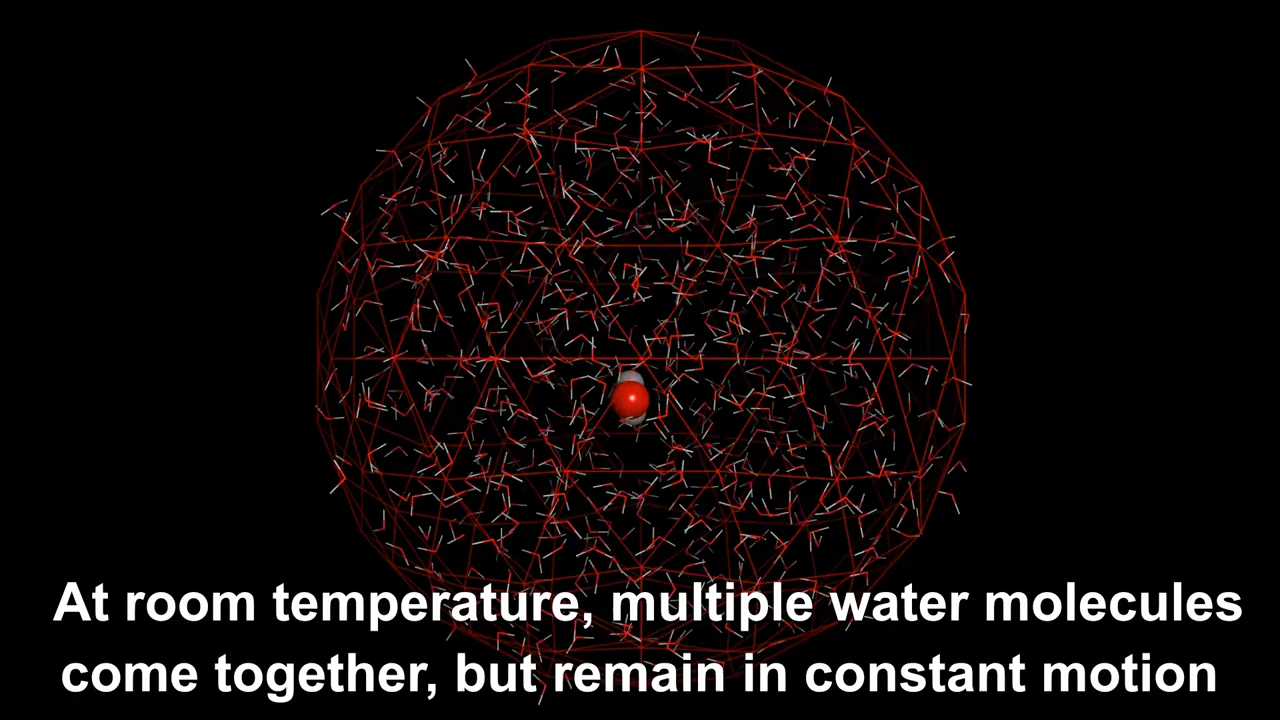 At room temperature, multiple water molecules
come together, but remain in constant motion